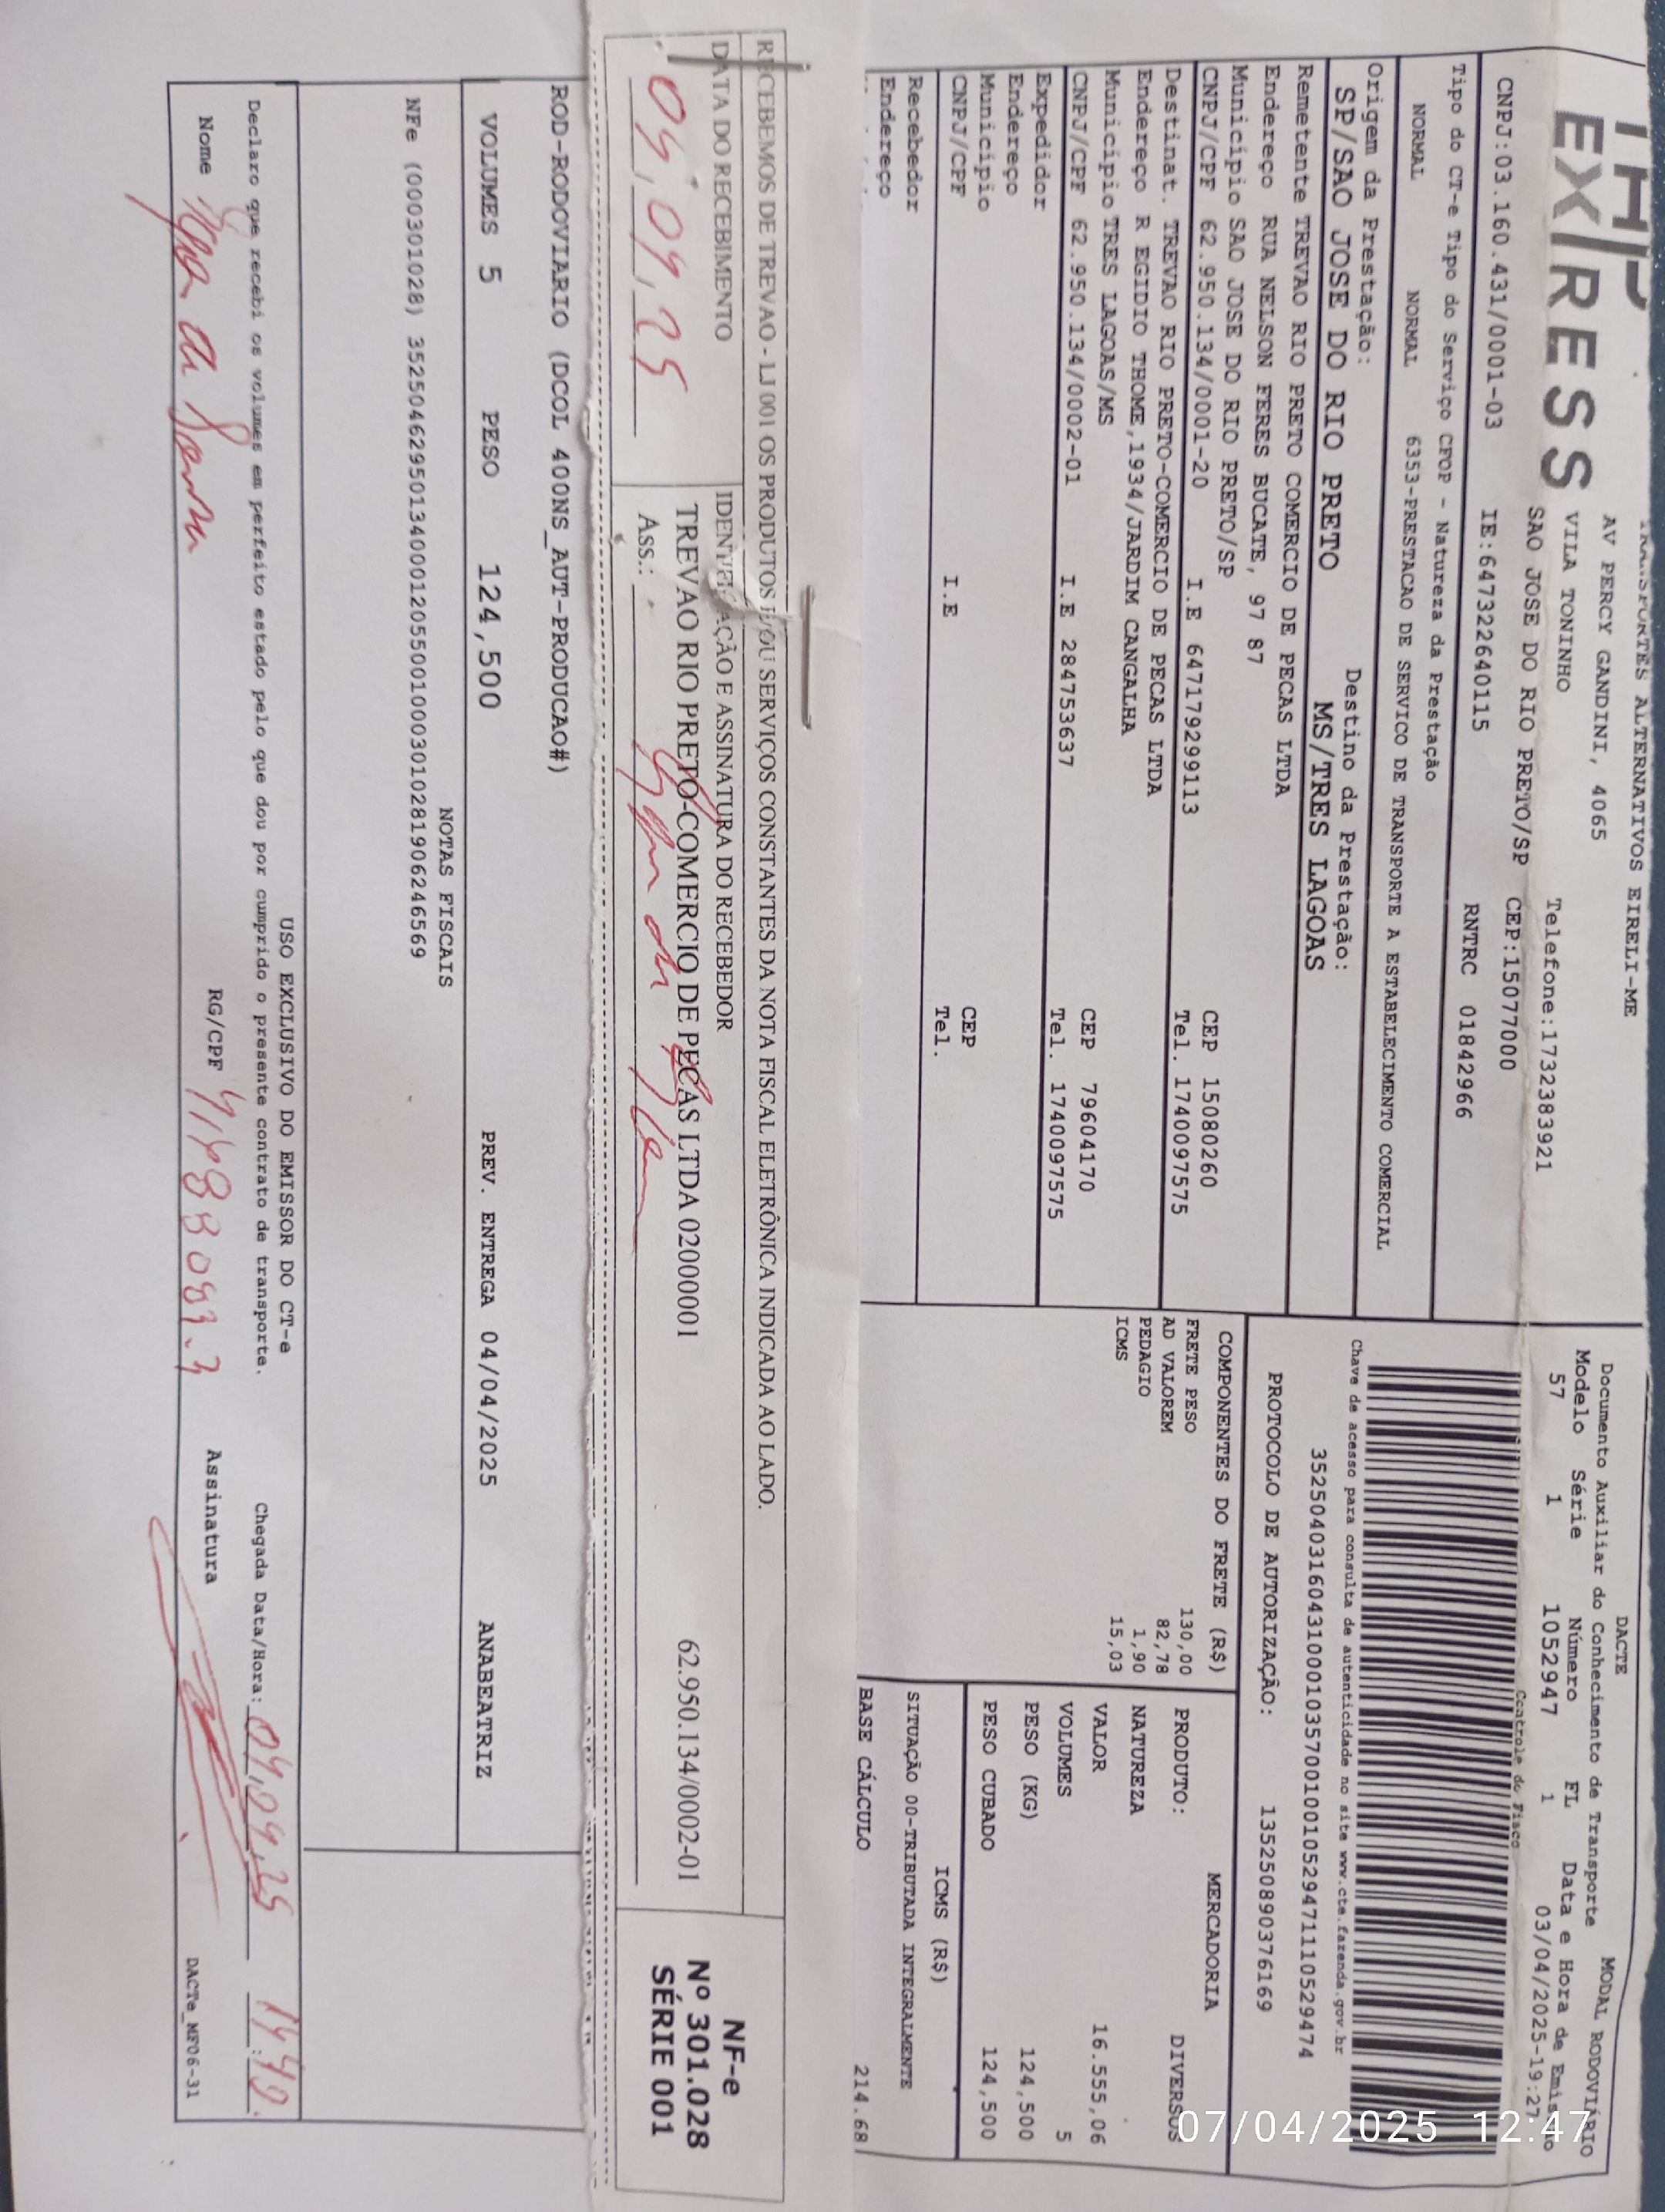 EXPRESS
TRANSPORTES ALTERNATIVOS EIRELI-ME
AV PERCY GANDINI, 4065
VILA TONINHO
Telefone:1732383921
SAO JOSE DO RIO PRETO/SP CEP:15077000
CNPJ:03.160.431/0001-03 IE:647322640115 RNTRC 01842966
Tipo do CT-e Tipo do Serviço CFOP - Natureza da Prestação
NORMAL NORMAL 6353-PRESTACAO DE SERVICO DE TRANSPORTE A ESTABELECIMENTO COMERCIAL
Origem da Prestação: Destino da Prestação:
SP/SAO JOSE DO RIO PRETO MS/TRES LAGOAS
Remetente TREVAO RIO PRETO COMERCIO DE PECAS LTDA
Endereço RUA NELSON FERES BUCATE, 97 87
Município SAO JOSE DO RIO PRETO/SP CEP 15080260
CNPJ/CPF 62.950.134/0001-20 I.E 647179299113 Tel. 1740097575
Destinat. TREVAO RIO PRETO-COMERCIO DE PECAS LTDA
Endereço R EGIDIO THOME,1934/JARDIM CANGALHA
Município TRES LAGOAS/MS CEP 79604170
CNPJ/CPF 62.950.134/0002-01 I.E 284753637 Tel. 1740097575
Expedidor
Endereço
Município CEP
CNPJ/CPF I.E Tel.
Recebedor
Endereço
DACTE
Documento Auxiliar do Conhecimento de Transporte MODAL RODOVIÁRIO
Modelo Série Número FL Data e Hora de Emissão
57 1 1052947 1 03/04/2025-19:27
Controle do Fisco
Chave de acesso para consulta de autenticidade no site www.cte.fazenda.gov.br
35250403160431000103570010010529471110529474
PROTOCOLO DE AUTORIZAÇÃO: 135250890376169
COMPONENTES DO FRETE (R$)
FRETE PESO 130,00
AD VALOREM 82,78
PEDAGIO 1,90
ICMS 15,03
MERCADORIA
PRODUTO: DIVERSOS
NATUREZA
VALOR 16.555,06
VOLUMES 5
PESO (KG) 124,500
PESO CUBADO 124,500
ICMS (R$)
SITUAÇÃO 00-TRIBUTADA INTEGRALMENTE
BASE CÁLCULO 214.68
RECEBEMOS DE TREVAO - LJ 001 OS PRODUTOS E/OU SERVIÇOS CONSTANTES DA NOTA FISCAL ELETRÔNICA INDICADA AO LADO.
DATA DO RECEBIMENTO IDENTIFICAÇÃO E ASSINATURA DO RECEBEDOR
TREVAO RIO PRETO-COMERCIO DE PECAS LTDA 02000001 62.950.134/0002-01
04,04,25 ASS.:
NF-e
Nº 301.028
SÉRIE 001
ROD-RODOVIARIO (DCOL 400NS_AUT-PRODUCAO#)
VOLUMES 5 PESO 124,500 PREV. ENTREGA 04/04/2025 ANABEATRIZ
NOTAS FISCAIS
NFe (000301028) 35250462950134000120550010003010281906246569
USO EXCLUSIVO DO EMISSOR DO CT-e
Declaro que recebi os volumes em perfeito estado pelo que dou por cumprido o presente contrato de transporte. Chegada Data/Hora: 04,04,25 14:40
Nome RG/CPF Assinatura
DACTe_MF06-31
07/04/2025 12:47